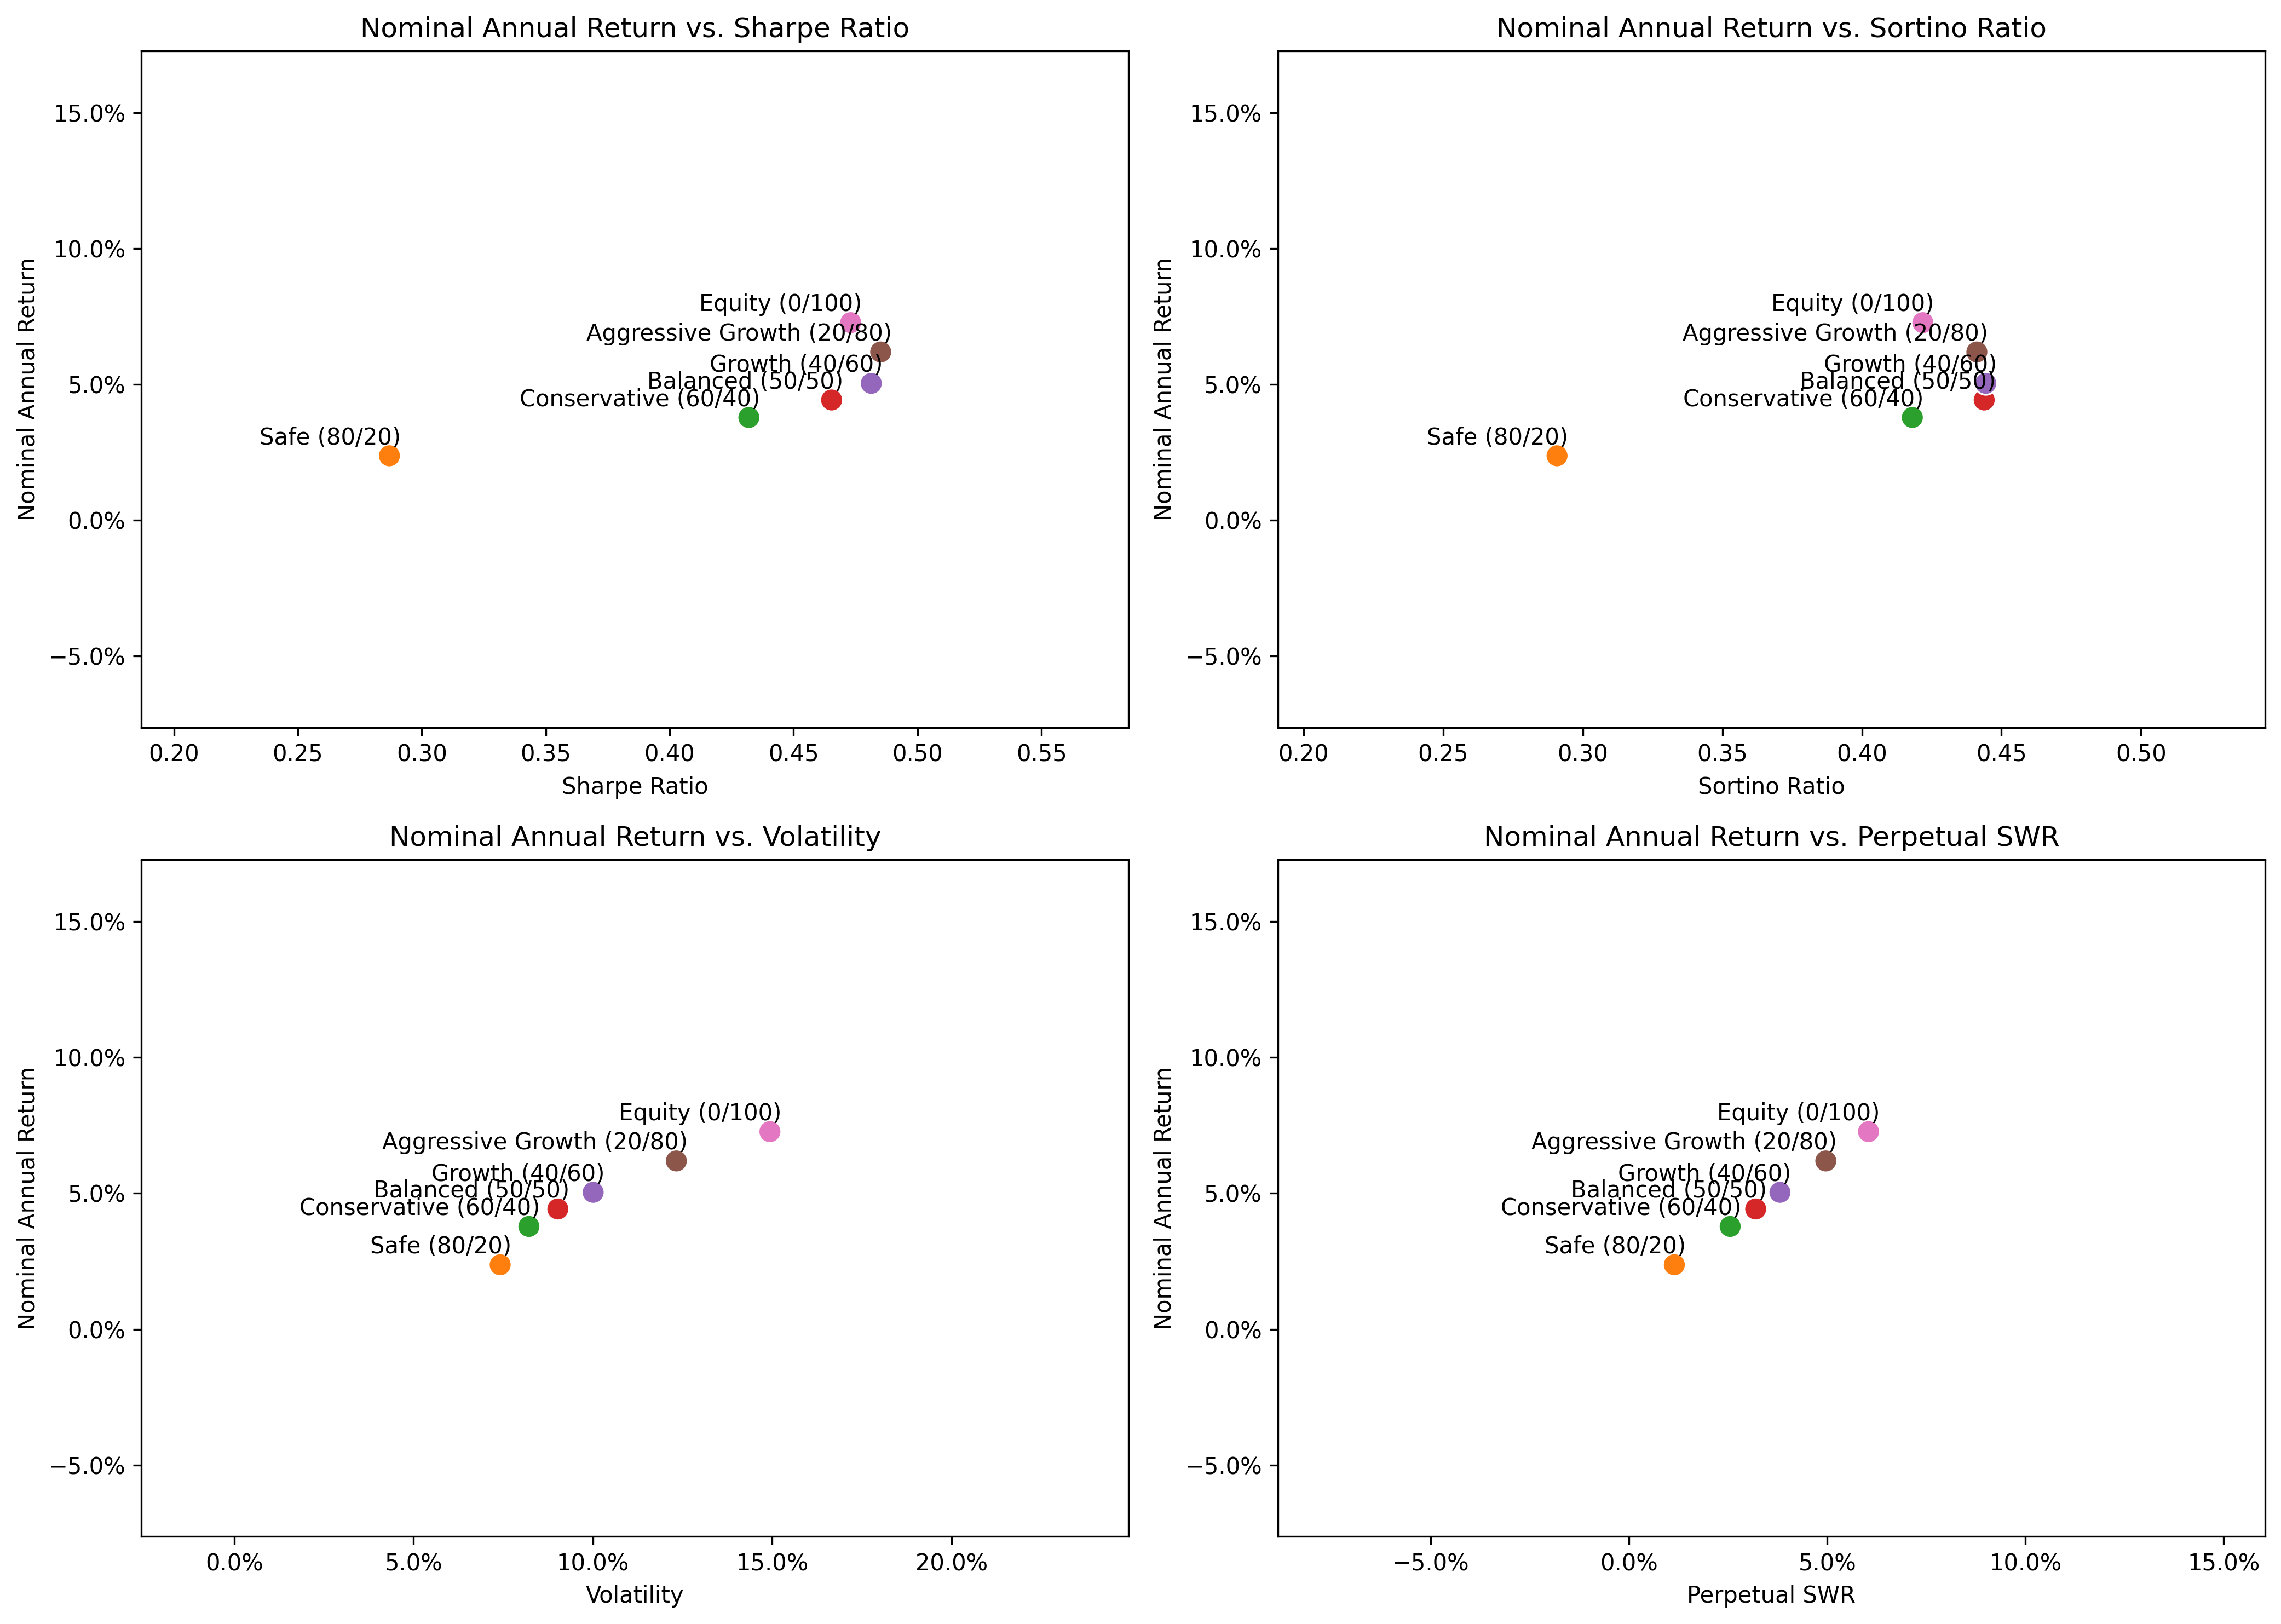 Nominal Annual Return vs. Sharpe Ratio
Nominal Annual Return
15.0%
10.0%
5.0%
0.0%
−5.0%
Equity (0/100)
Aggressive Growth (20/80)
Growth (40/60)
Balanced (50/50)
Conservative (60/40)
Safe (80/20)
0.20
0.25
0.30
0.35
0.40
0.45
0.50
0.55
Sharpe Ratio
Nominal Annual Return vs. Sortino Ratio
Nominal Annual Return
15.0%
10.0%
5.0%
0.0%
−5.0%
Equity (0/100)
Aggressive Growth (20/80)
Growth (40/60)
Balanced (50/50)
Conservative (60/40)
Safe (80/20)
0.20
0.25
0.30
0.35
0.40
0.45
0.50
Sortino Ratio
Nominal Annual Return vs. Volatility
Nominal Annual Return
15.0%
10.0%
5.0%
0.0%
−5.0%
Equity (0/100)
Aggressive Growth (20/80)
Growth (40/60)
Balanced (50/50)
Conservative (60/40)
Safe (80/20)
0.0%
5.0%
10.0%
15.0%
20.0%
Volatility
Nominal Annual Return vs. Perpetual SWR
Nominal Annual Return
15.0%
10.0%
5.0%
0.0%
−5.0%
Equity (0/100)
Aggressive Growth (20/80)
Growth (40/60)
Balanced (50/50)
Conservative (60/40)
Safe (80/20)
−5.0%
0.0%
5.0%
10.0%
15.0%
Perpetual SWR